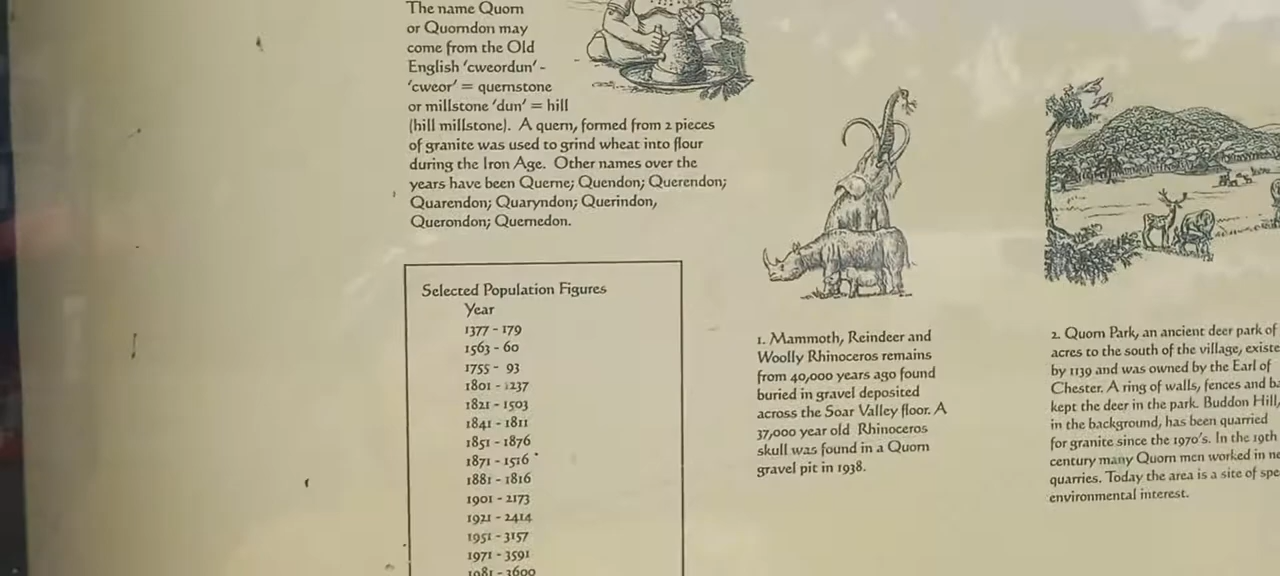 The name Quorn
or Quorndon may
come from the Old
English 'cweordun' -
'cweor' = quernstone
or millstone 'dun' = hill
(hill millstone). A quern, formed from 2 pieces
of granite was used to grind wheat into flour
during the Iron Age. Other names over the
years have been Querne; Quendon; Querendon;
Quarendon; Quaryndon; Querindon,
Querondon; Quernedon.
Selected Population Figures
Year
1377 - 179
1563 - 60
1755 - 93
1801 - 1237
1821 - 1503
1841 - 1811
1851 - 1876
1871 - 1516
1881 - 1816
1901 - 2173
1921 - 2414
1951 - 3157
1971 - 3591
1981 - 3600
1. Mammoth, Reindeer and
Woolly Rhinoceros remains
from 40,000 years ago found
buried in gravel deposited
across the Soar Valley floor. A
37,000 year old Rhinoceros
skull was found in a Quorn
gravel pit in 1938.
2. Quorn Park, an ancient deer park of
acres to the south of the village, existe
by 1139 and was owned by the Earl of
Chester. A ring of walls, fences and ba
kept the deer in the park. Buddon Hill,
in the background, has been quarried
for granite since the 1970's. In the 19th
century many Quorn men worked in ne
quarries. Today the area is a site of spe
environmental interest.